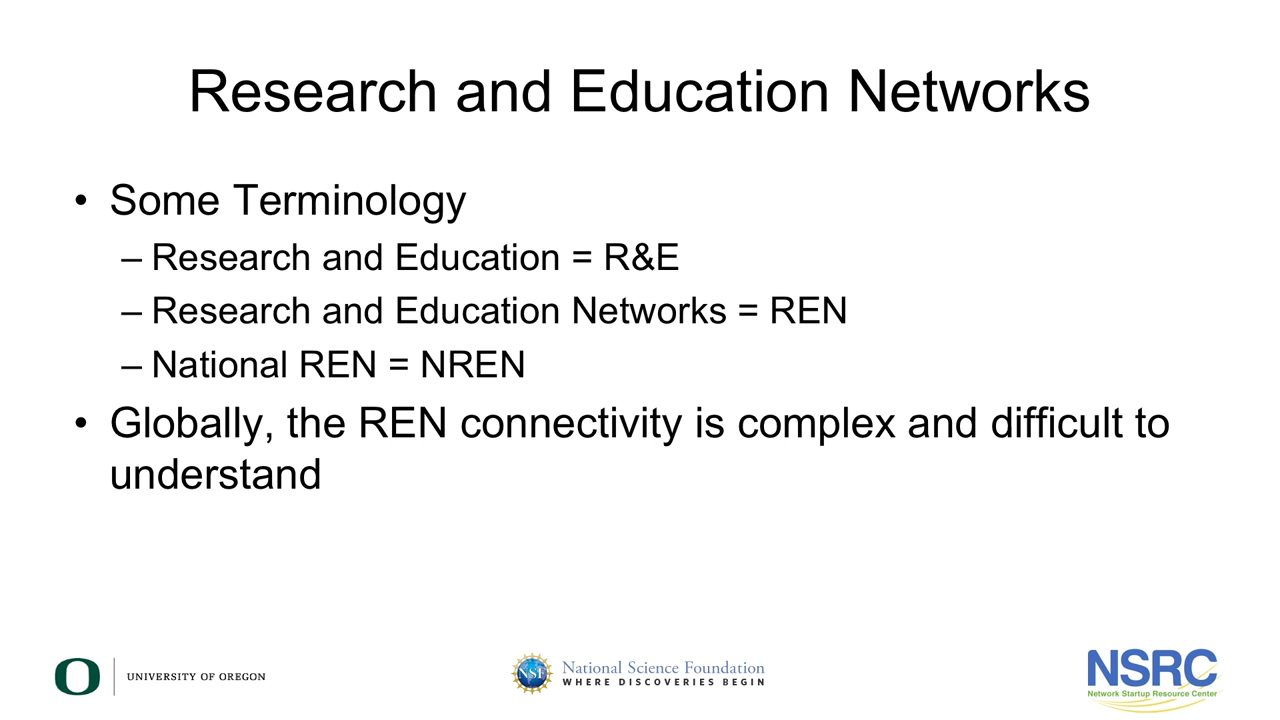 Research and Education Networks
• Some Terminology
– Research and Education = R&E
– Research and Education Networks = REN
– National REN = NREN
• Globally, the REN connectivity is complex and difficult to
understand
O
UNIVERSITY OF OREGON
NSF
National Science Foundation
WHERE DISCOVERIES BEGIN
NSRC
Network Startup Resource Center